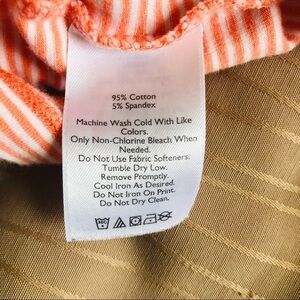 95% Cotton
5% Spandex
Machine Wash Cold With Like
Colors.
Only Non-Chlorine Bleach When
Needed.
Do Not Use Fabric Softeners.
Tumble Dry Low.
Remove Promptly.
Cool Iron As Desired.
Do Not Iron On Print.
Do Not Dry Clean.